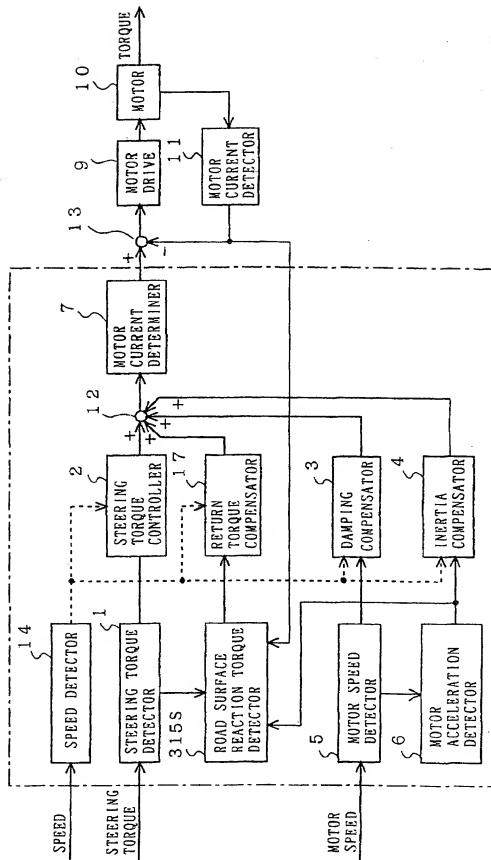 SPEED
14
SPEED DETECTOR
STEERING
TORQUE
1
STEERING TORQUE
DETECTOR
2
STEERING
TORQUE
CONTROLLER
12
+
+
+
+
+
7
MOTOR
CURRENT
DETERMINER
13
+
-
9
MOTOR
DRIVE
10
MOTOR
TORQUE
11
MOTOR
CURRENT
DETECTOR
315S
ROAD SURFACE
REACTION TORQUE
DETECTOR
17
RETURN
TORQUE
COMPENSATOR
MOTOR
SPEED
5
MOTOR SPEED
DETECTOR
3
DAMPING
COMPENSATOR
6
MOTOR
ACCELERATION
DETECTOR
4
INERTIA
COMPENSATOR